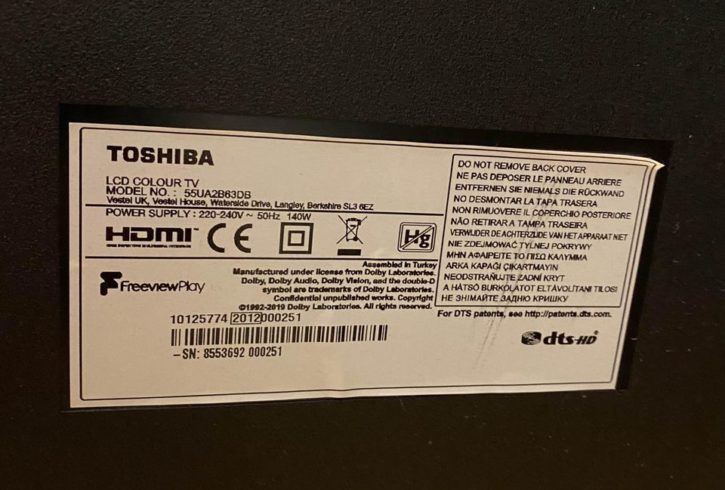 TOSHIBA
LCD COLOUR TV
MODEL NO. : 55UA2B63DB
Vestel UK, Vestel House, Waterside Drive, Langley, Berkshire SL3 6EZ
POWER SUPPLY : 220-240V ~ 50Hz 140W
HDMI
HIGH-DEFINITION MULTIMEDIA INTERFACE
CE
Hg
Assembled in Turkey
Manufactured under license from Dolby Laboratories.
Dolby, Dolby Audio, Dolby Vision, and the double-D
symbol are trademarks of Dolby Laboratories.
Confidential unpublished works. Copyright
©1992-2019 Dolby Laboratories. All rights reserved.
FreeviewPlay
10125774 2012000251
-SN: 8553692 000251
DO NOT REMOVE BACK COVER
NE PAS DEPOSER LE PANNEAU ARRIERE
ENTFERNEN SIE NIEMALS DIE RÜCKWAND
NO DESMONTAR LA TAPA TRASERA
NON RIMUOVERE IL COPERCHIO POSTERIORE
NÃO RETIRAR A TAMPA TRASEIRA
VERWIJDER DE ACHTERZIJDE VAN HET APPARAAT NIET
NIE ZDEJMOWAĆ TYLNEJ POKRYWY
ΜΗΝ ΑΦΑΙΡΕΙΤΕ ΤΟ ΠΙΣΩ ΚΑΛΥΜΜΑ
ARKA KAPAĞI ÇIKARTMAYIN
NEODSTRAŇUJTE ZADNÍ KRYT
A HÁTSÓ BURKOLATOT ELTÁVOLÍTANI TILOS!
НЕ ЗНІМАЙТЕ ЗАДНЮ КРИШКУ
For DTS patents, see http://patents.dts.com.
dts-HD